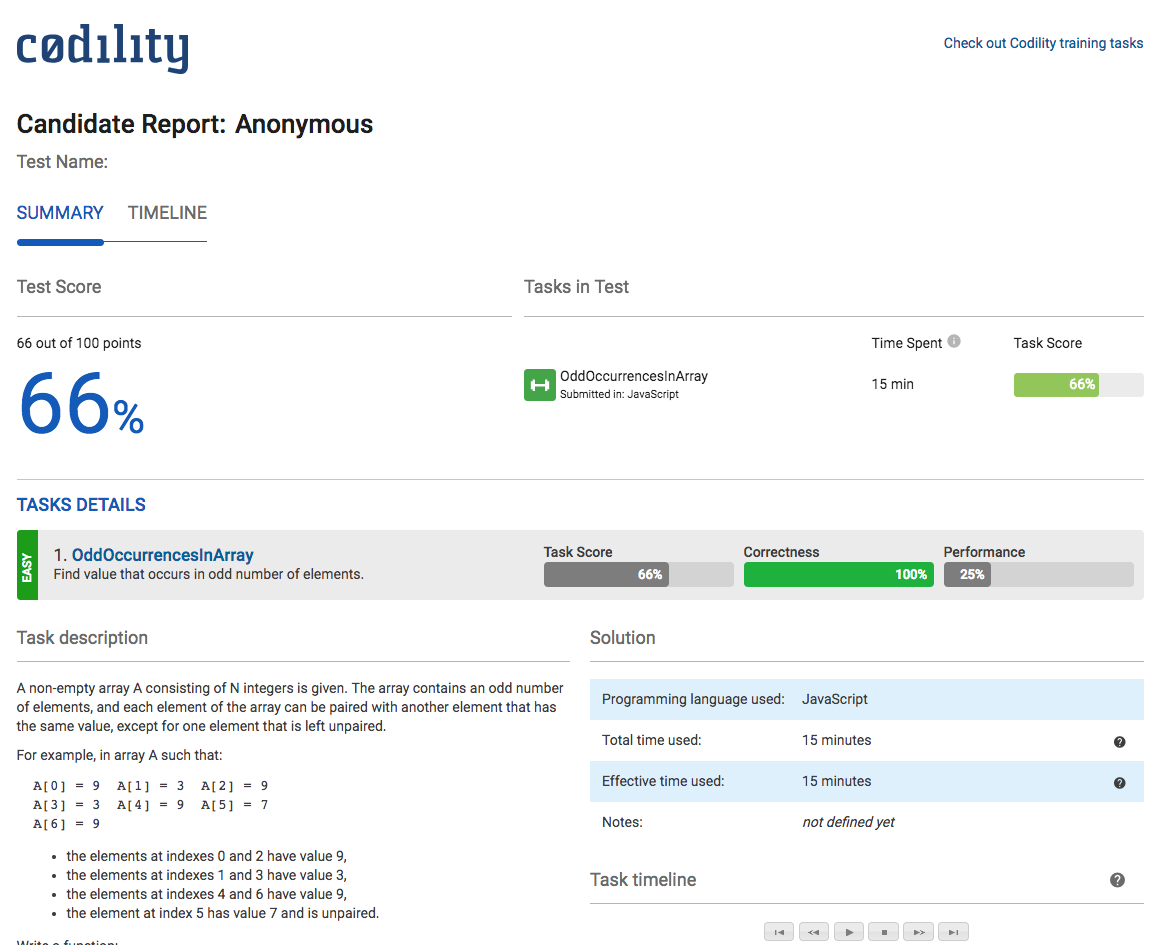 cødility
Check out Codility training tasks
Candidate Report: Anonymous
Test Name:
SUMMARY TIMELINE
Test Score
Tasks in Test
66 out of 100 points
Time Spent
Task Score
66%
OddOccurrencesInArray
Submitted in: JavaScript
15 min
66%
TASKS DETAILS
EASY
1. OddOccurrencesInArray
Find value that occurs in odd number of elements.
Task Score
66%
Correctness
100%
Performance
25%
Task description
A non-empty array A consisting of N integers is given. The array contains an odd number
of elements, and each element of the array can be paired with another element that has
the same value, except for one element that is left unpaired.
For example, in array A such that:
A[0] = 9 A[1] = 3 A[2] = 9
A[3] = 3 A[4] = 9 A[5] = 7
A[6] = 9
• the elements at indexes 0 and 2 have value 9,
• the elements at indexes 1 and 3 have value 3,
• the elements at indexes 4 and 6 have value 9,
• the element at index 5 has value 7 and is unpaired.
Write a function:
Solution
Programming language used: JavaScript
Total time used: 15 minutes
Effective time used: 15 minutes
Notes: not defined yet
Task timeline